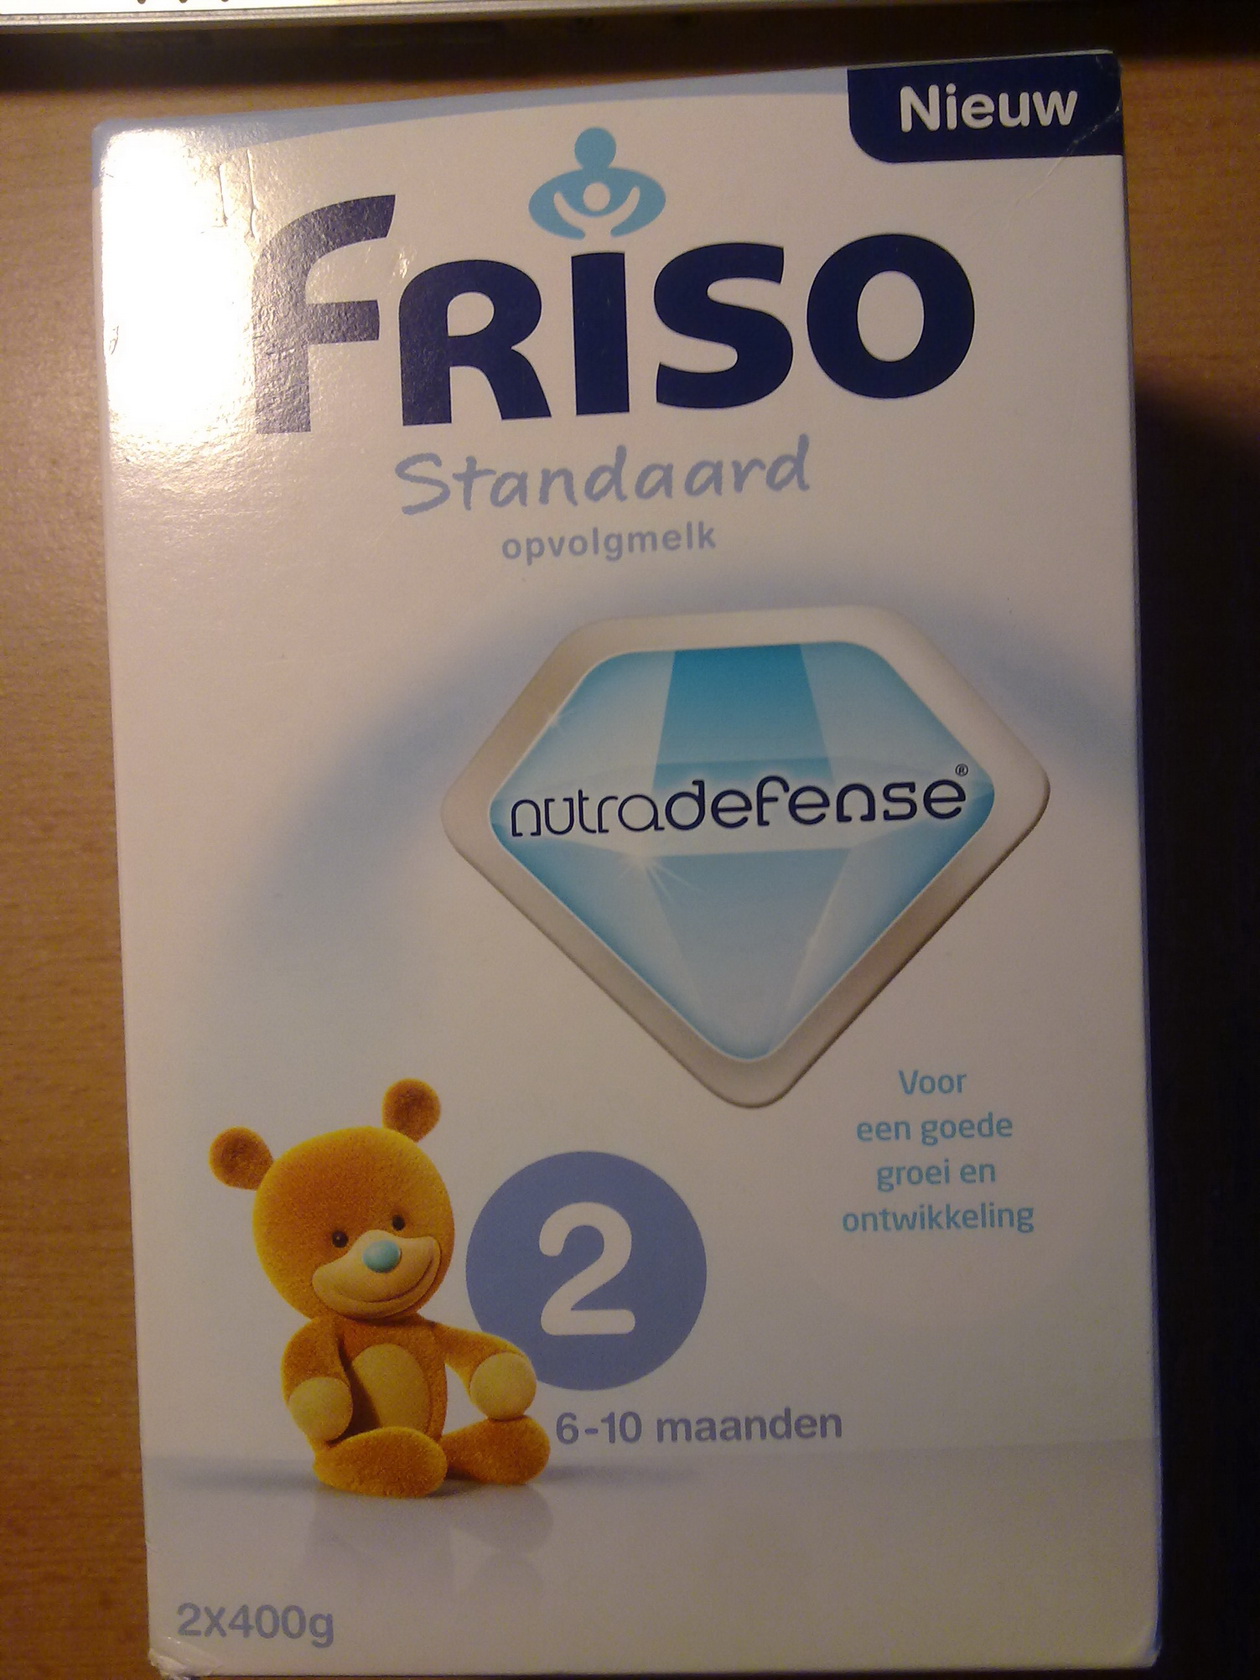 Nieuw
FRISO
Standaard
opvolgmelk
nutradefense®
Voor
een goede
groei en
ontwikkeling
2
6-10 maanden
2X400g